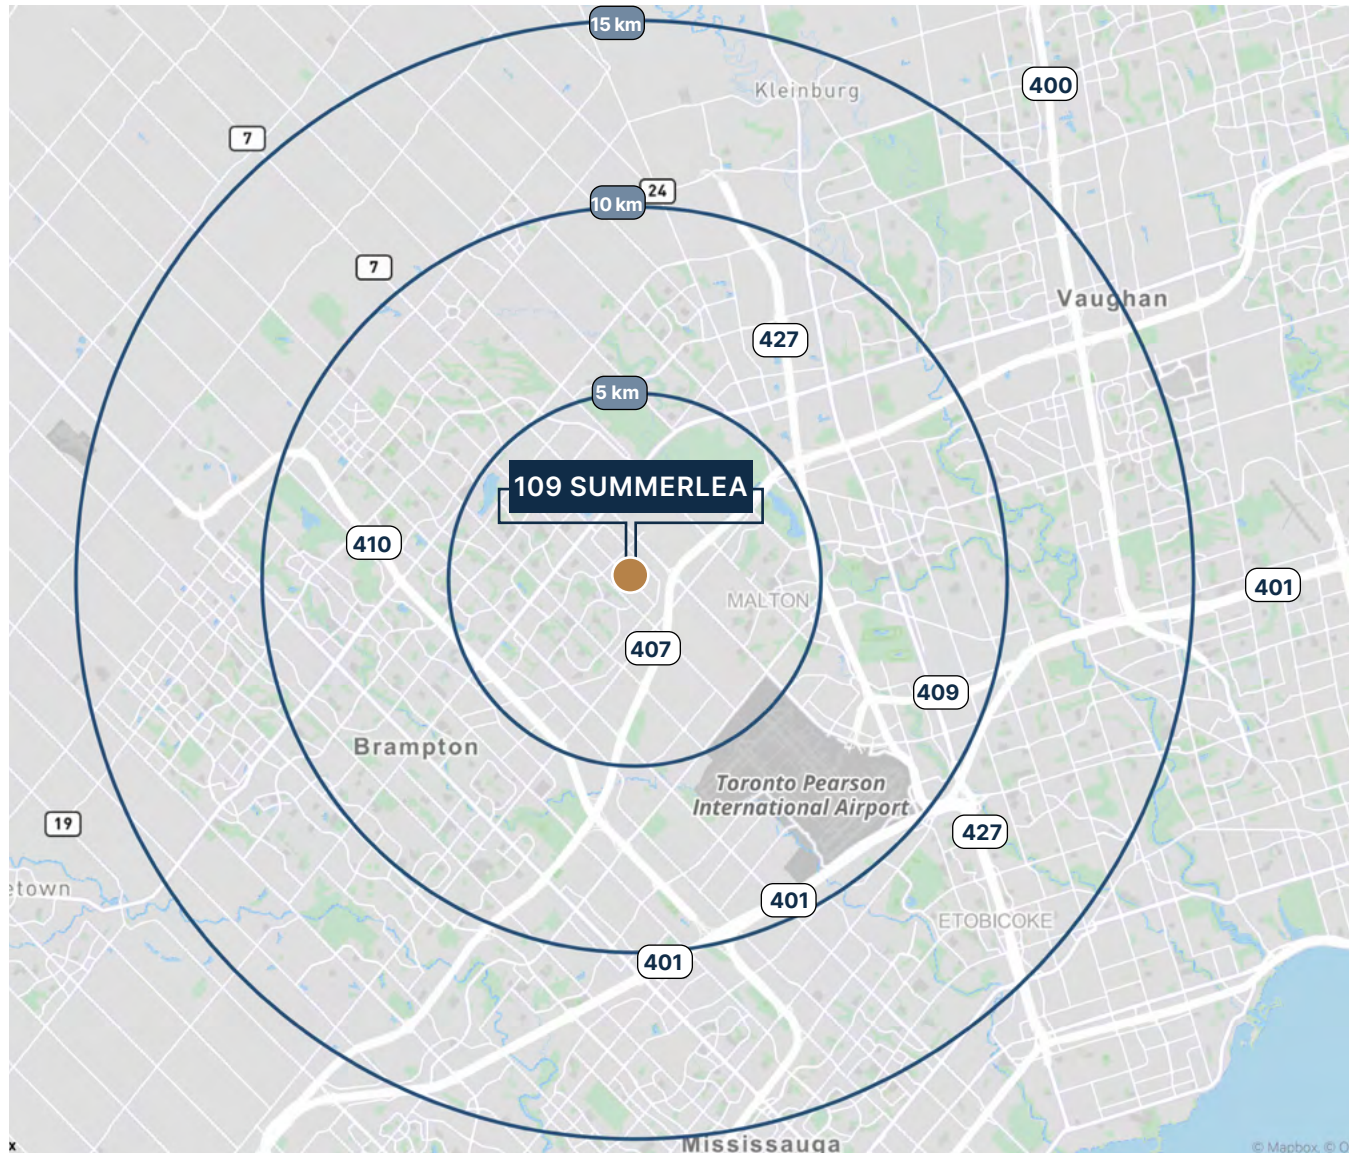 15 km
Kleinburg
400
7
24
10 km
7
Vaughan
427
5 km
109 SUMMERLEA
410
401
MALTON
407
409
Brampton
Toronto Pearson
International Airport
19
427
etown
401
ETOBICOKE
401
Mississauga
x
© Mapbox, © O